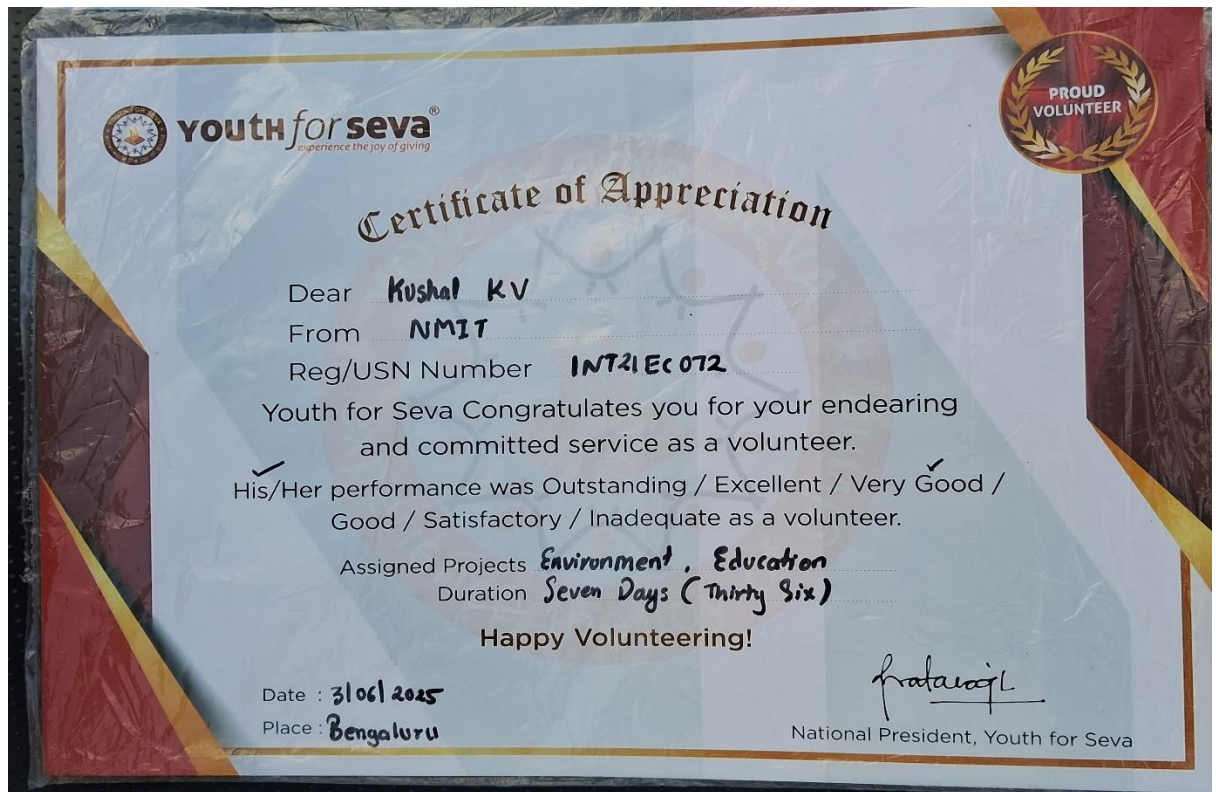 YOUTH for seva®
experience the joy of giving
PROUD
VOLUNTEER
Certificate of Appreciation
Dear Kushal KV
From NMIT
Reg/USN Number 1NT21EC072
Youth for Seva Congratulates you for your endearing
and committed service as a volunteer.
His/Her performance was Outstanding / Excellent / Very Good /
Good / Satisfactory / Inadequate as a volunteer.
Assigned Projects Environment, Education
Duration Seven Days (Thirty Six)
Happy Volunteering!
Date : 3/06/2025
Place : Bengaluru
National President, Youth for Seva